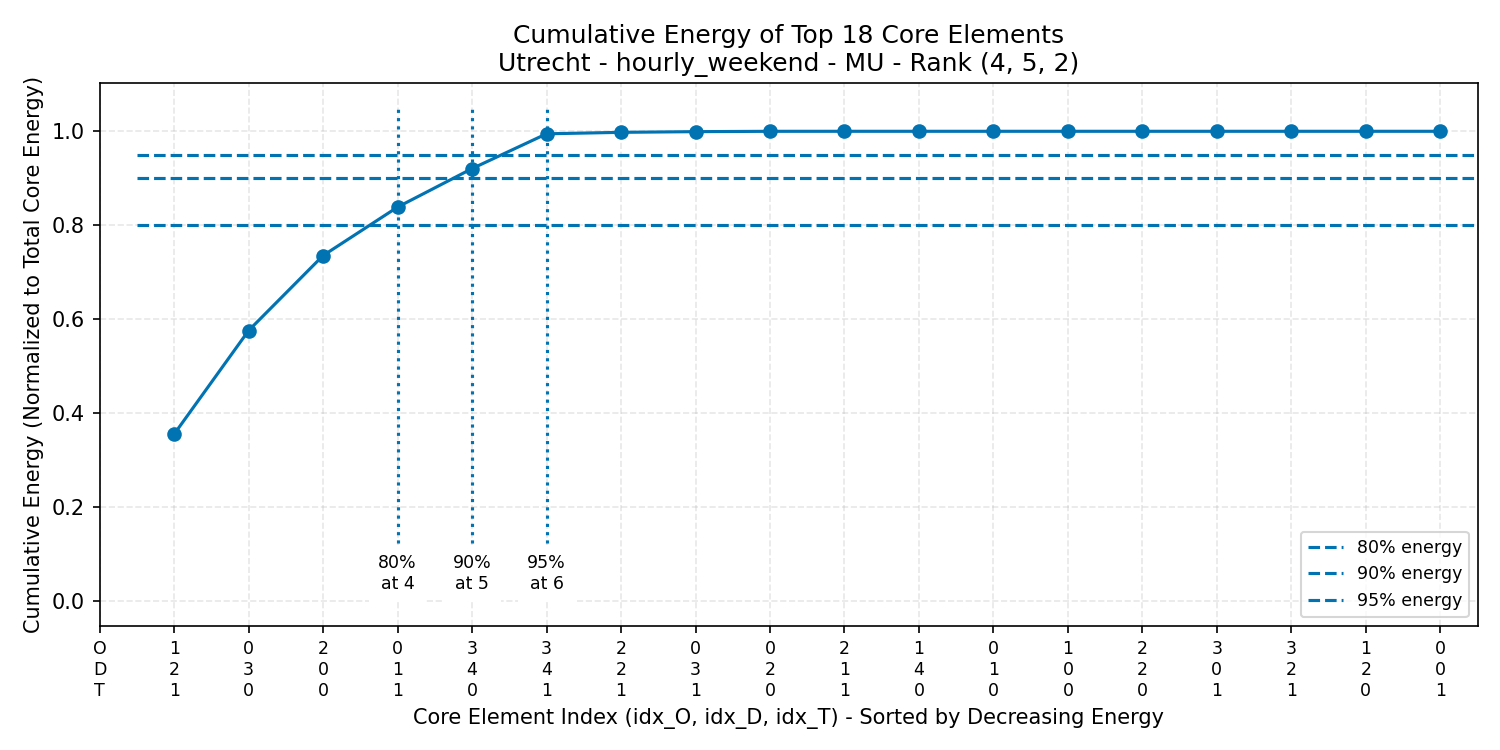 Cumulative Energy of Top 18 Core Elements
Utrecht - hourly_weekend - MU - Rank (4, 5, 2)
Cumulative Energy (Normalized to Total Core Energy)
1.0
0.8
0.6
0.4
0.2
0.0
80% at 4
90% at 5
95% at 6
80% energy
90% energy
95% energy
O 1 0 2 0 3 3 2 0 0 2 1 0 1 2 3 3 1 0
D 2 3 0 1 4 4 2 3 2 1 4 1 0 2 0 2 2 0
T 1 0 0 1 0 1 1 1 0 1 0 0 0 0 1 1 0 1
Core Element Index (idx_O, idx_D, idx_T) - Sorted by Decreasing Energy